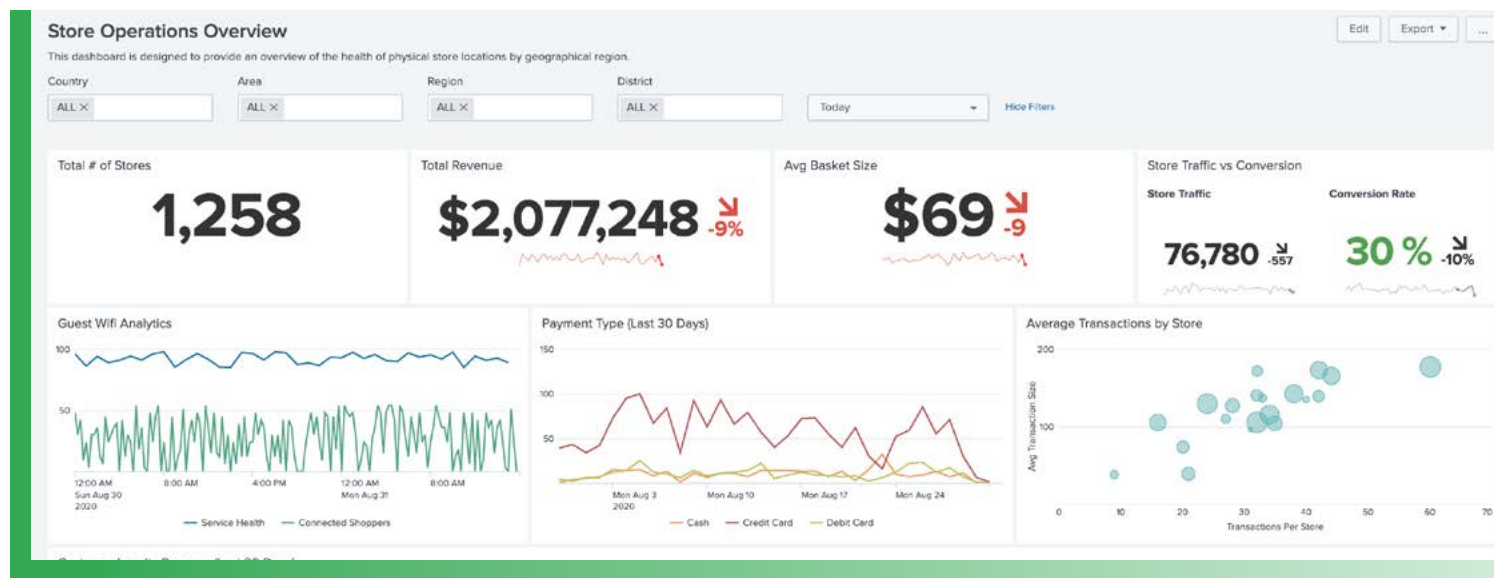 Store Operations Overview
Edit
Export
...
This dashboard is designed to provide an overview of the health of physical store locations by geographical region.
Country
Area
Region
District
ALL ×
ALL ×
ALL ×
ALL ×
Today
Hide Filters
Total # of Stores
1,258
Total Revenue
$2,077,248
-9%
Avg Basket Size
$69
-9
Store Traffic vs Conversion
Store Traffic
Conversion Rate
76,780
-557
30 %
-10%
Guest Wifi Analytics
100
50
12:00 AM
Sun Aug 30
2020
8:00 AM
4:00 PM
12:00 AM
Mon Aug 31
8:00 AM
Service Health
Connected Shoppers
Payment Type (Last 30 Days)
150
100
50
Mon Aug 3
2020
Mon Aug 10
Mon Aug 17
Mon Aug 24
Cash
Credit Card
Debit Card
Average Transactions by Store
200
100
Avg Transaction Size
0
10
20
30
40
50
60
70
Transactions Per Store